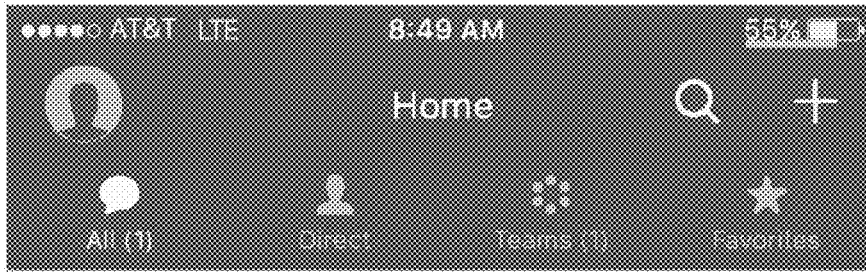 AT&T LTE 8:49 AM 55%
Home
All (1) Direct Teams (1) Favorites